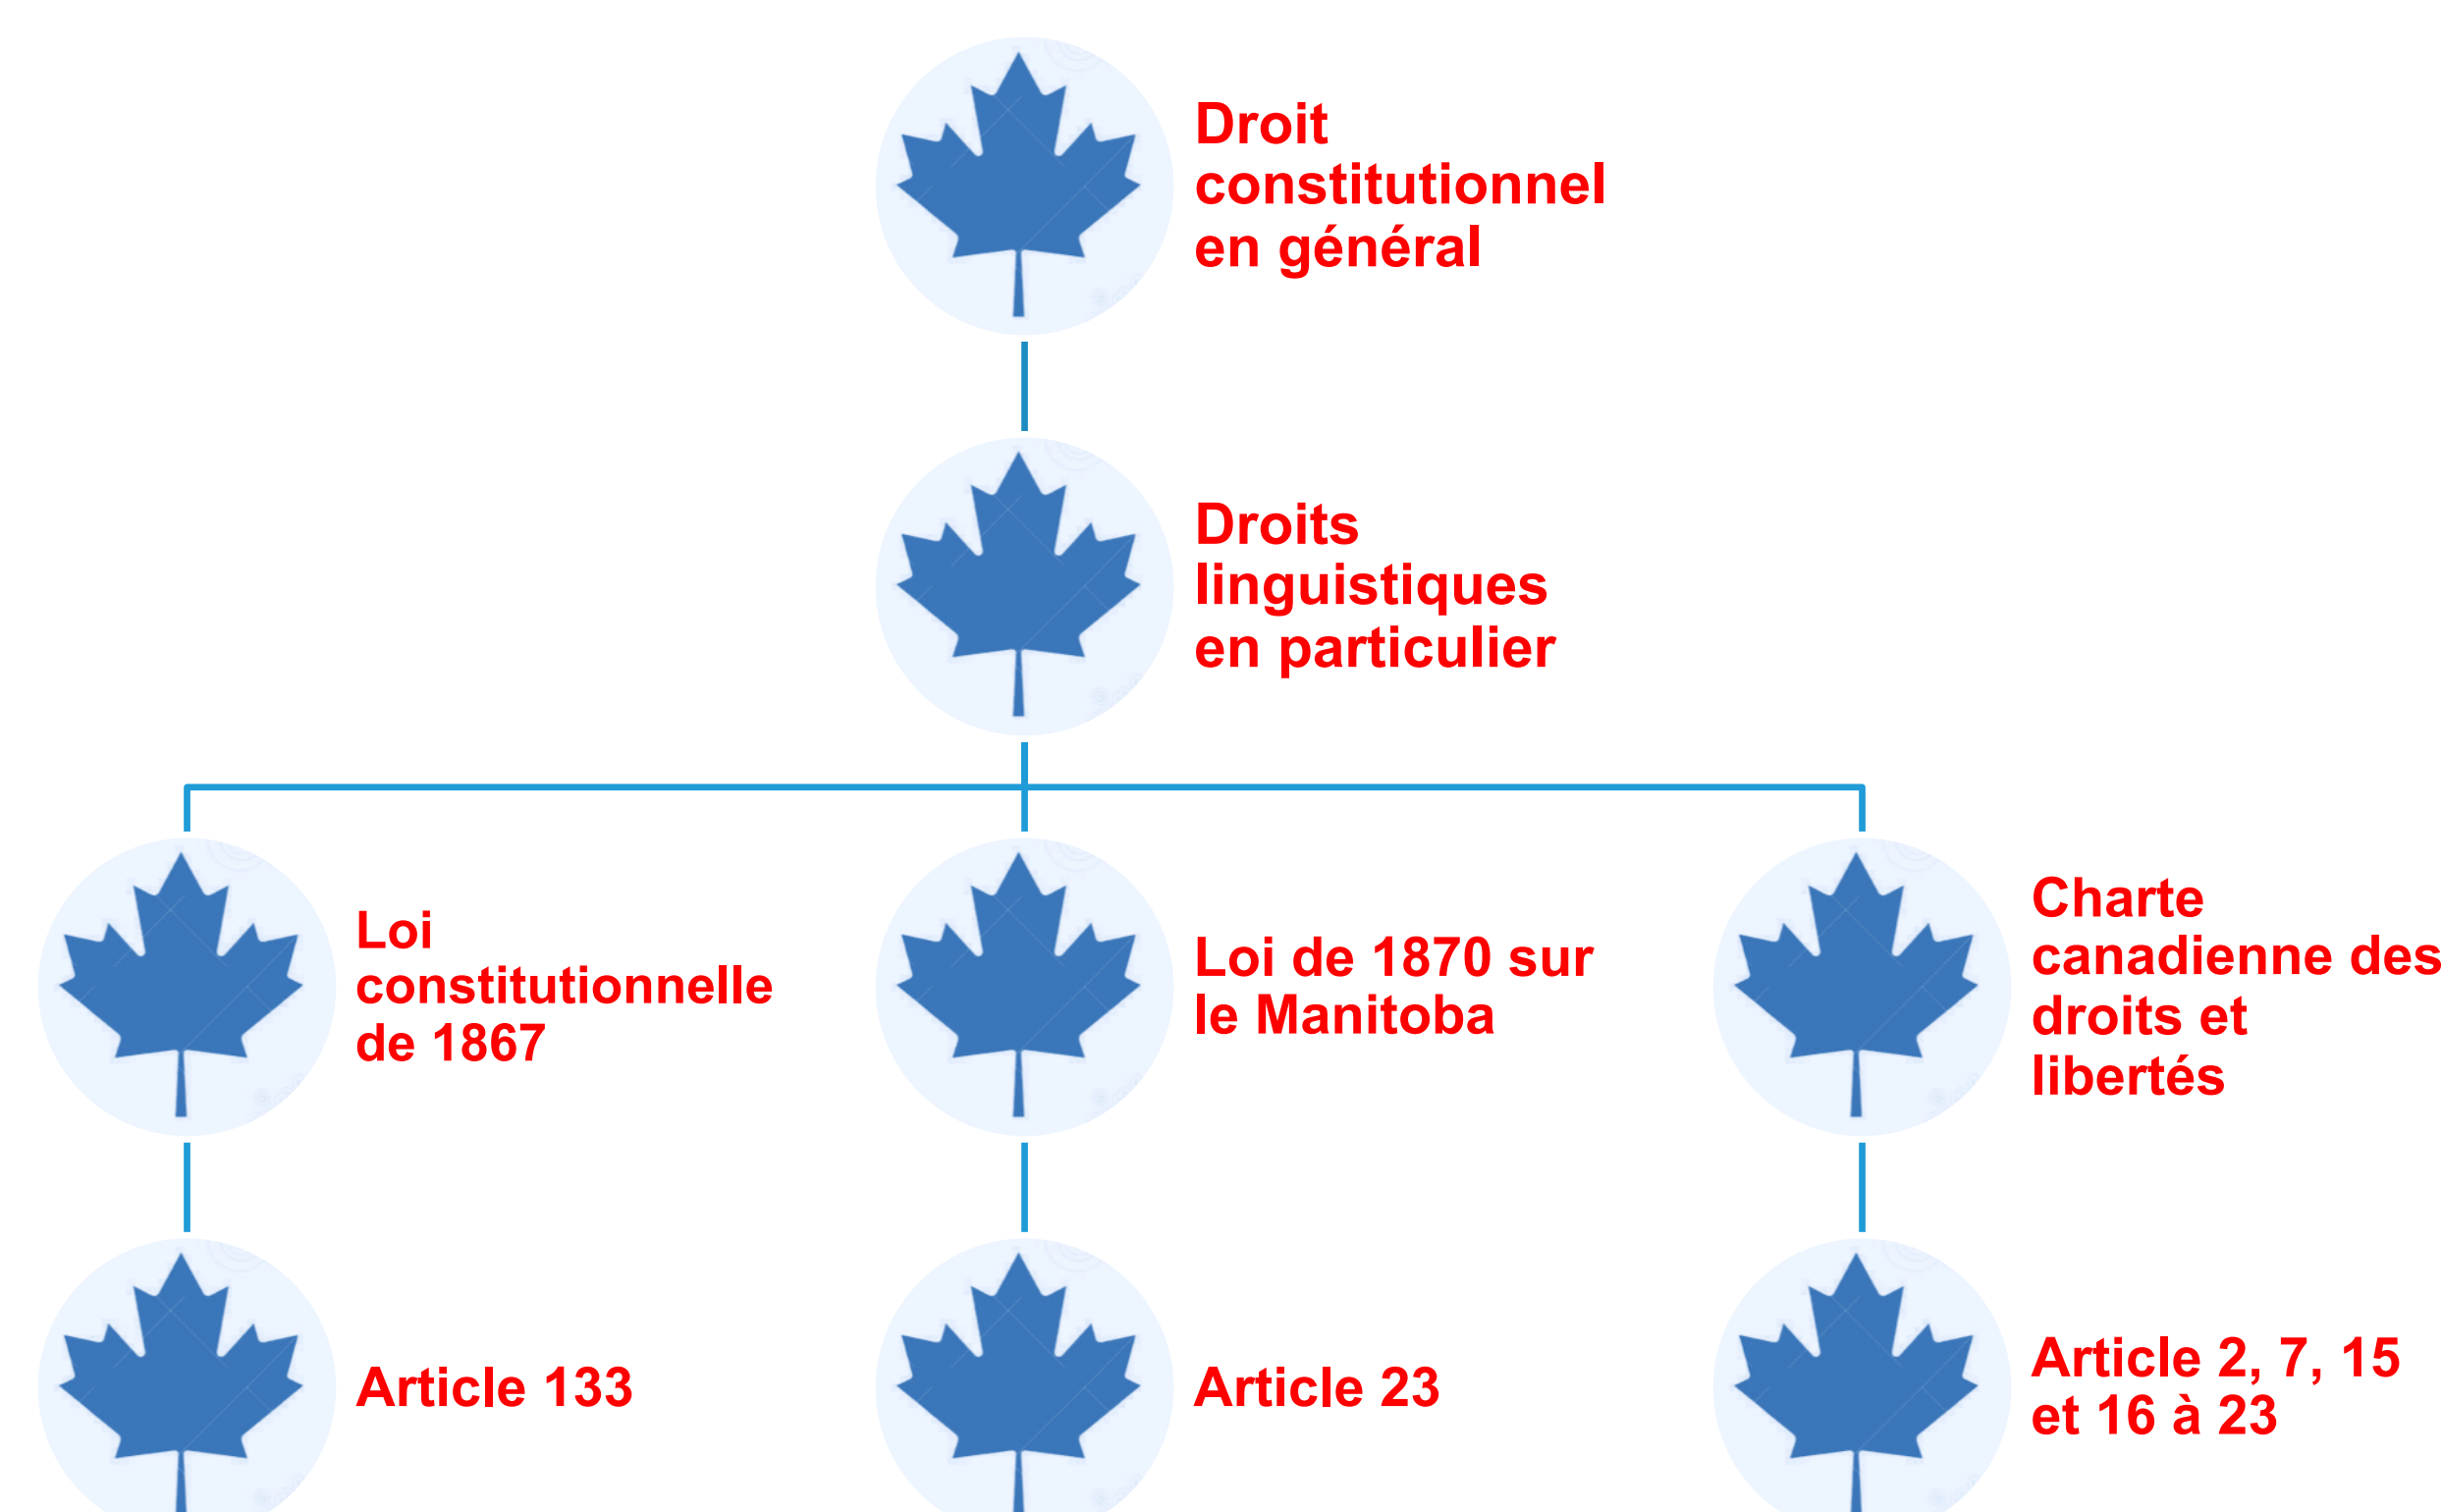 Droit
constitutionnel
en général
Droits
linguistiques
en particulier
Loi
constitutionnelle
de 1867
Loi de 1870 sur
le Manitoba
Charte
canadienne des
droits et
libertés
Article 133
Article 23
Article 2, 7, 15
et 16 à 23